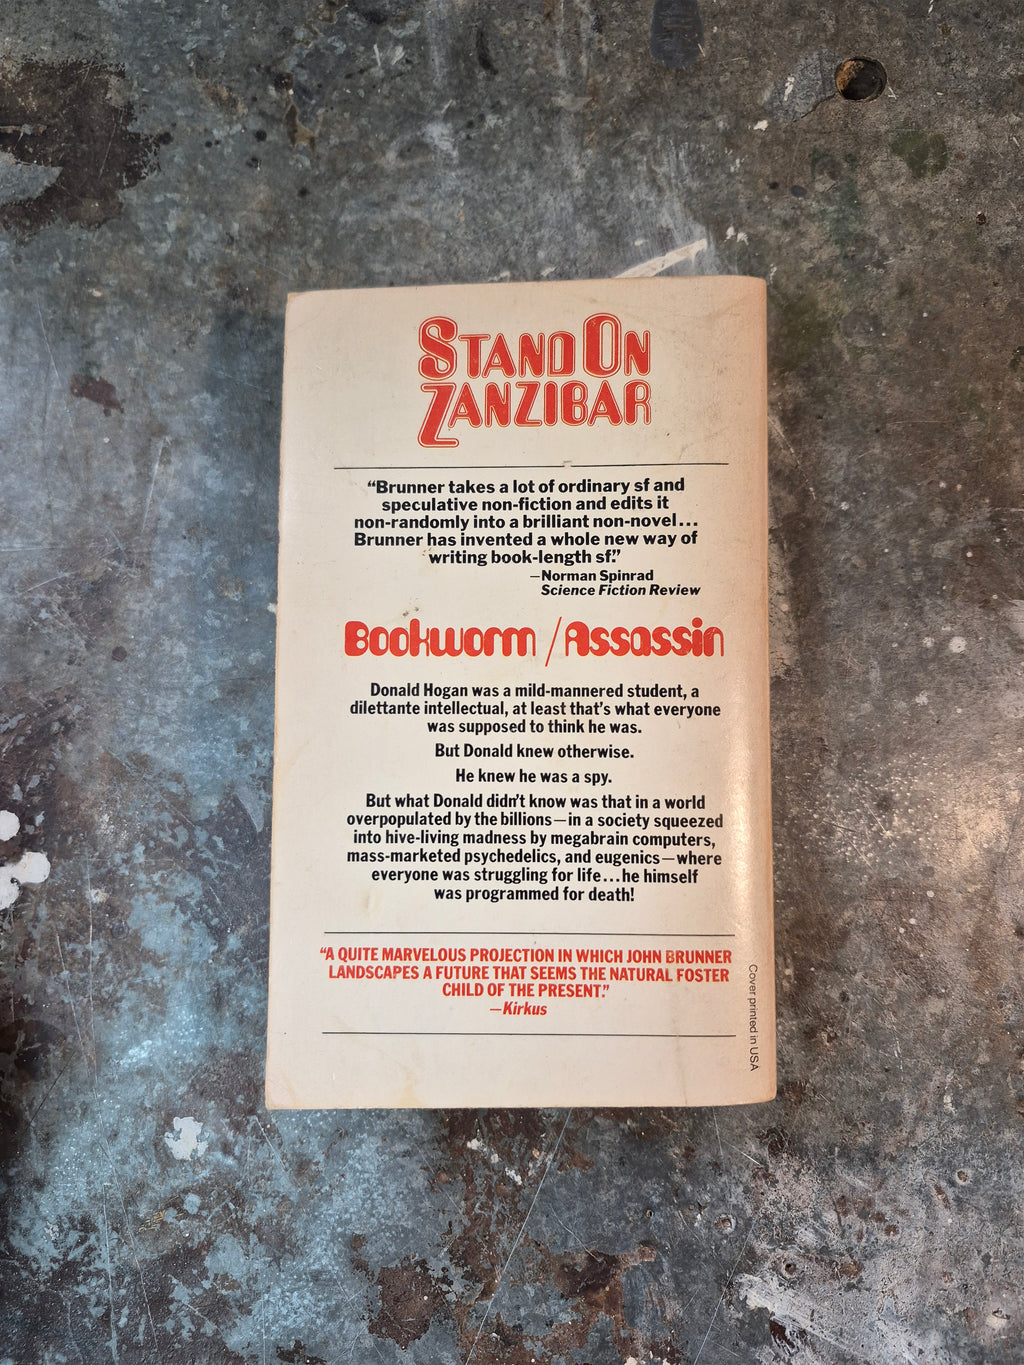 STAND ON
ZANZIBAR
“Brunner takes a lot of ordinary sf and
speculative non-fiction and edits it
non-randomly into a brilliant non-novel...
Brunner has invented a whole new way of
writing book-length sf.”
—Norman Spinrad
Science Fiction Review
Bookworm / Assassin
Donald Hogan was a mild-mannered student, a
dilettante intellectual, at least that’s what everyone
was supposed to think he was.
But Donald knew otherwise.
He knew he was a spy.
But what Donald didn’t know was that in a world
overpopulated by the billions—in a society squeezed
into hive-living madness by megabrain computers,
mass-marketed psychedelics, and eugenics—where
everyone was struggling for life...he himself
was programmed for death!
“A QUITE MARVELOUS PROJECTION IN WHICH JOHN BRUNNER
LANDSCAPES A FUTURE THAT SEEMS THE NATURAL FOSTER
CHILD OF THE PRESENT.”
—Kirkus
Cover printed in USA